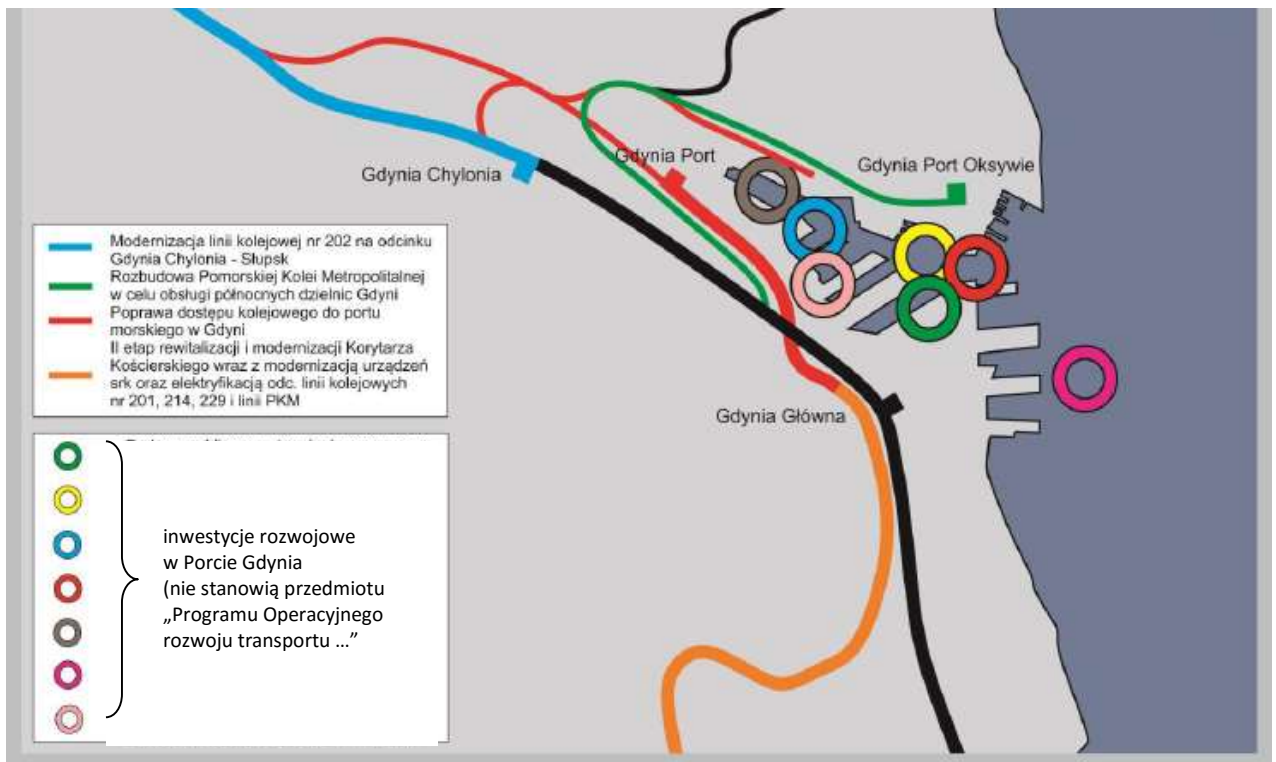 Gdynia Port
Gdynia Chylonia
Gdynia Port Oksywie
Modernizacja linii kolejowej nr 202 na odcinku
Gdynia Chylonia - Słupsk
Rozbudowa Pomorskiej Kolei Metropolitalnej
w celu obsługi północnych dzielnic Gdyni
Poprawa dostępu kolejowego do portu
morskiego w Gdyni
II etap rewitalizacji i modernizacji Korytarza
Kościerskiego wraz z modernizacją urządzeń
srk oraz elektryfikacją odc. linii kolejowych
nr 201, 214, 229 i linii PKM
Gdynia Główna
inwestycje rozwojowe
w Porcie Gdynia
(nie stanowią przedmiotu
„Programu Operacyjnego
rozwoju transportu …”